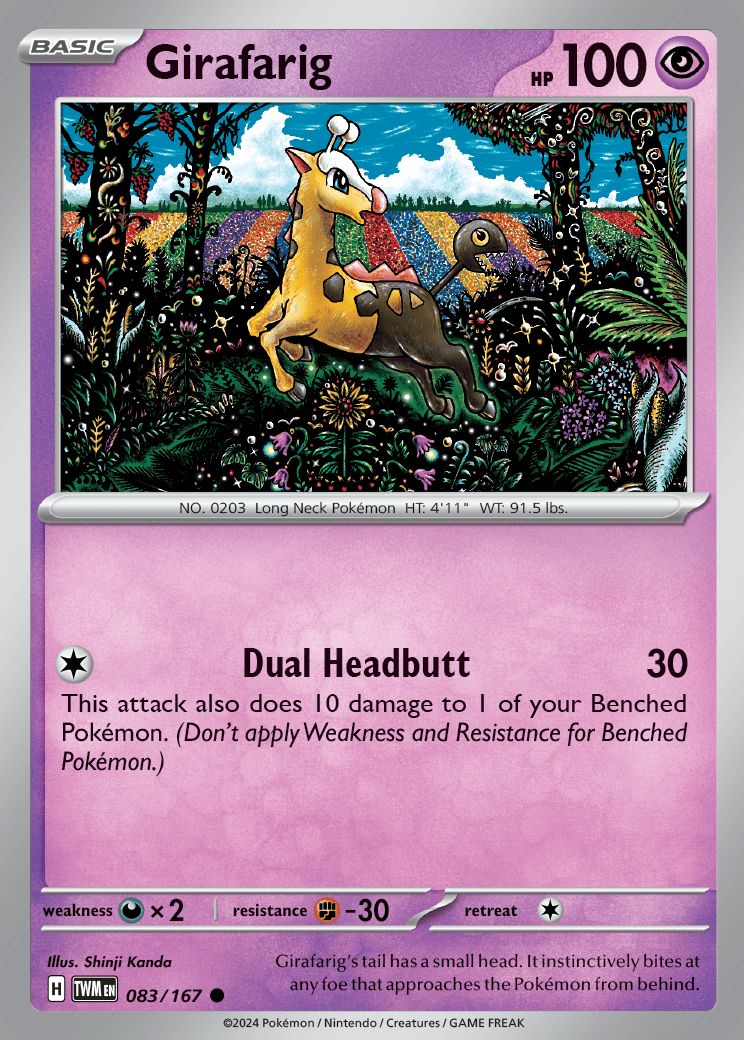 BASIC
Girafarig
HP 100
NO. 0203 Long Neck Pokémon HT: 4'11" WT: 91.5 lbs.
Dual Headbutt 30
This attack also does 10 damage to 1 of your Benched
Pokémon. (Don't apply Weakness and Resistance for Benched
Pokémon.)
weakness ×2 resistance -30 retreat
Illus. Shinji Kanda
Girafarig's tail has a small head. It instinctively bites at
any foe that approaches the Pokémon from behind.
H TWM EN 083/167
©2024 Pokémon / Nintendo / Creatures / GAME FREAK